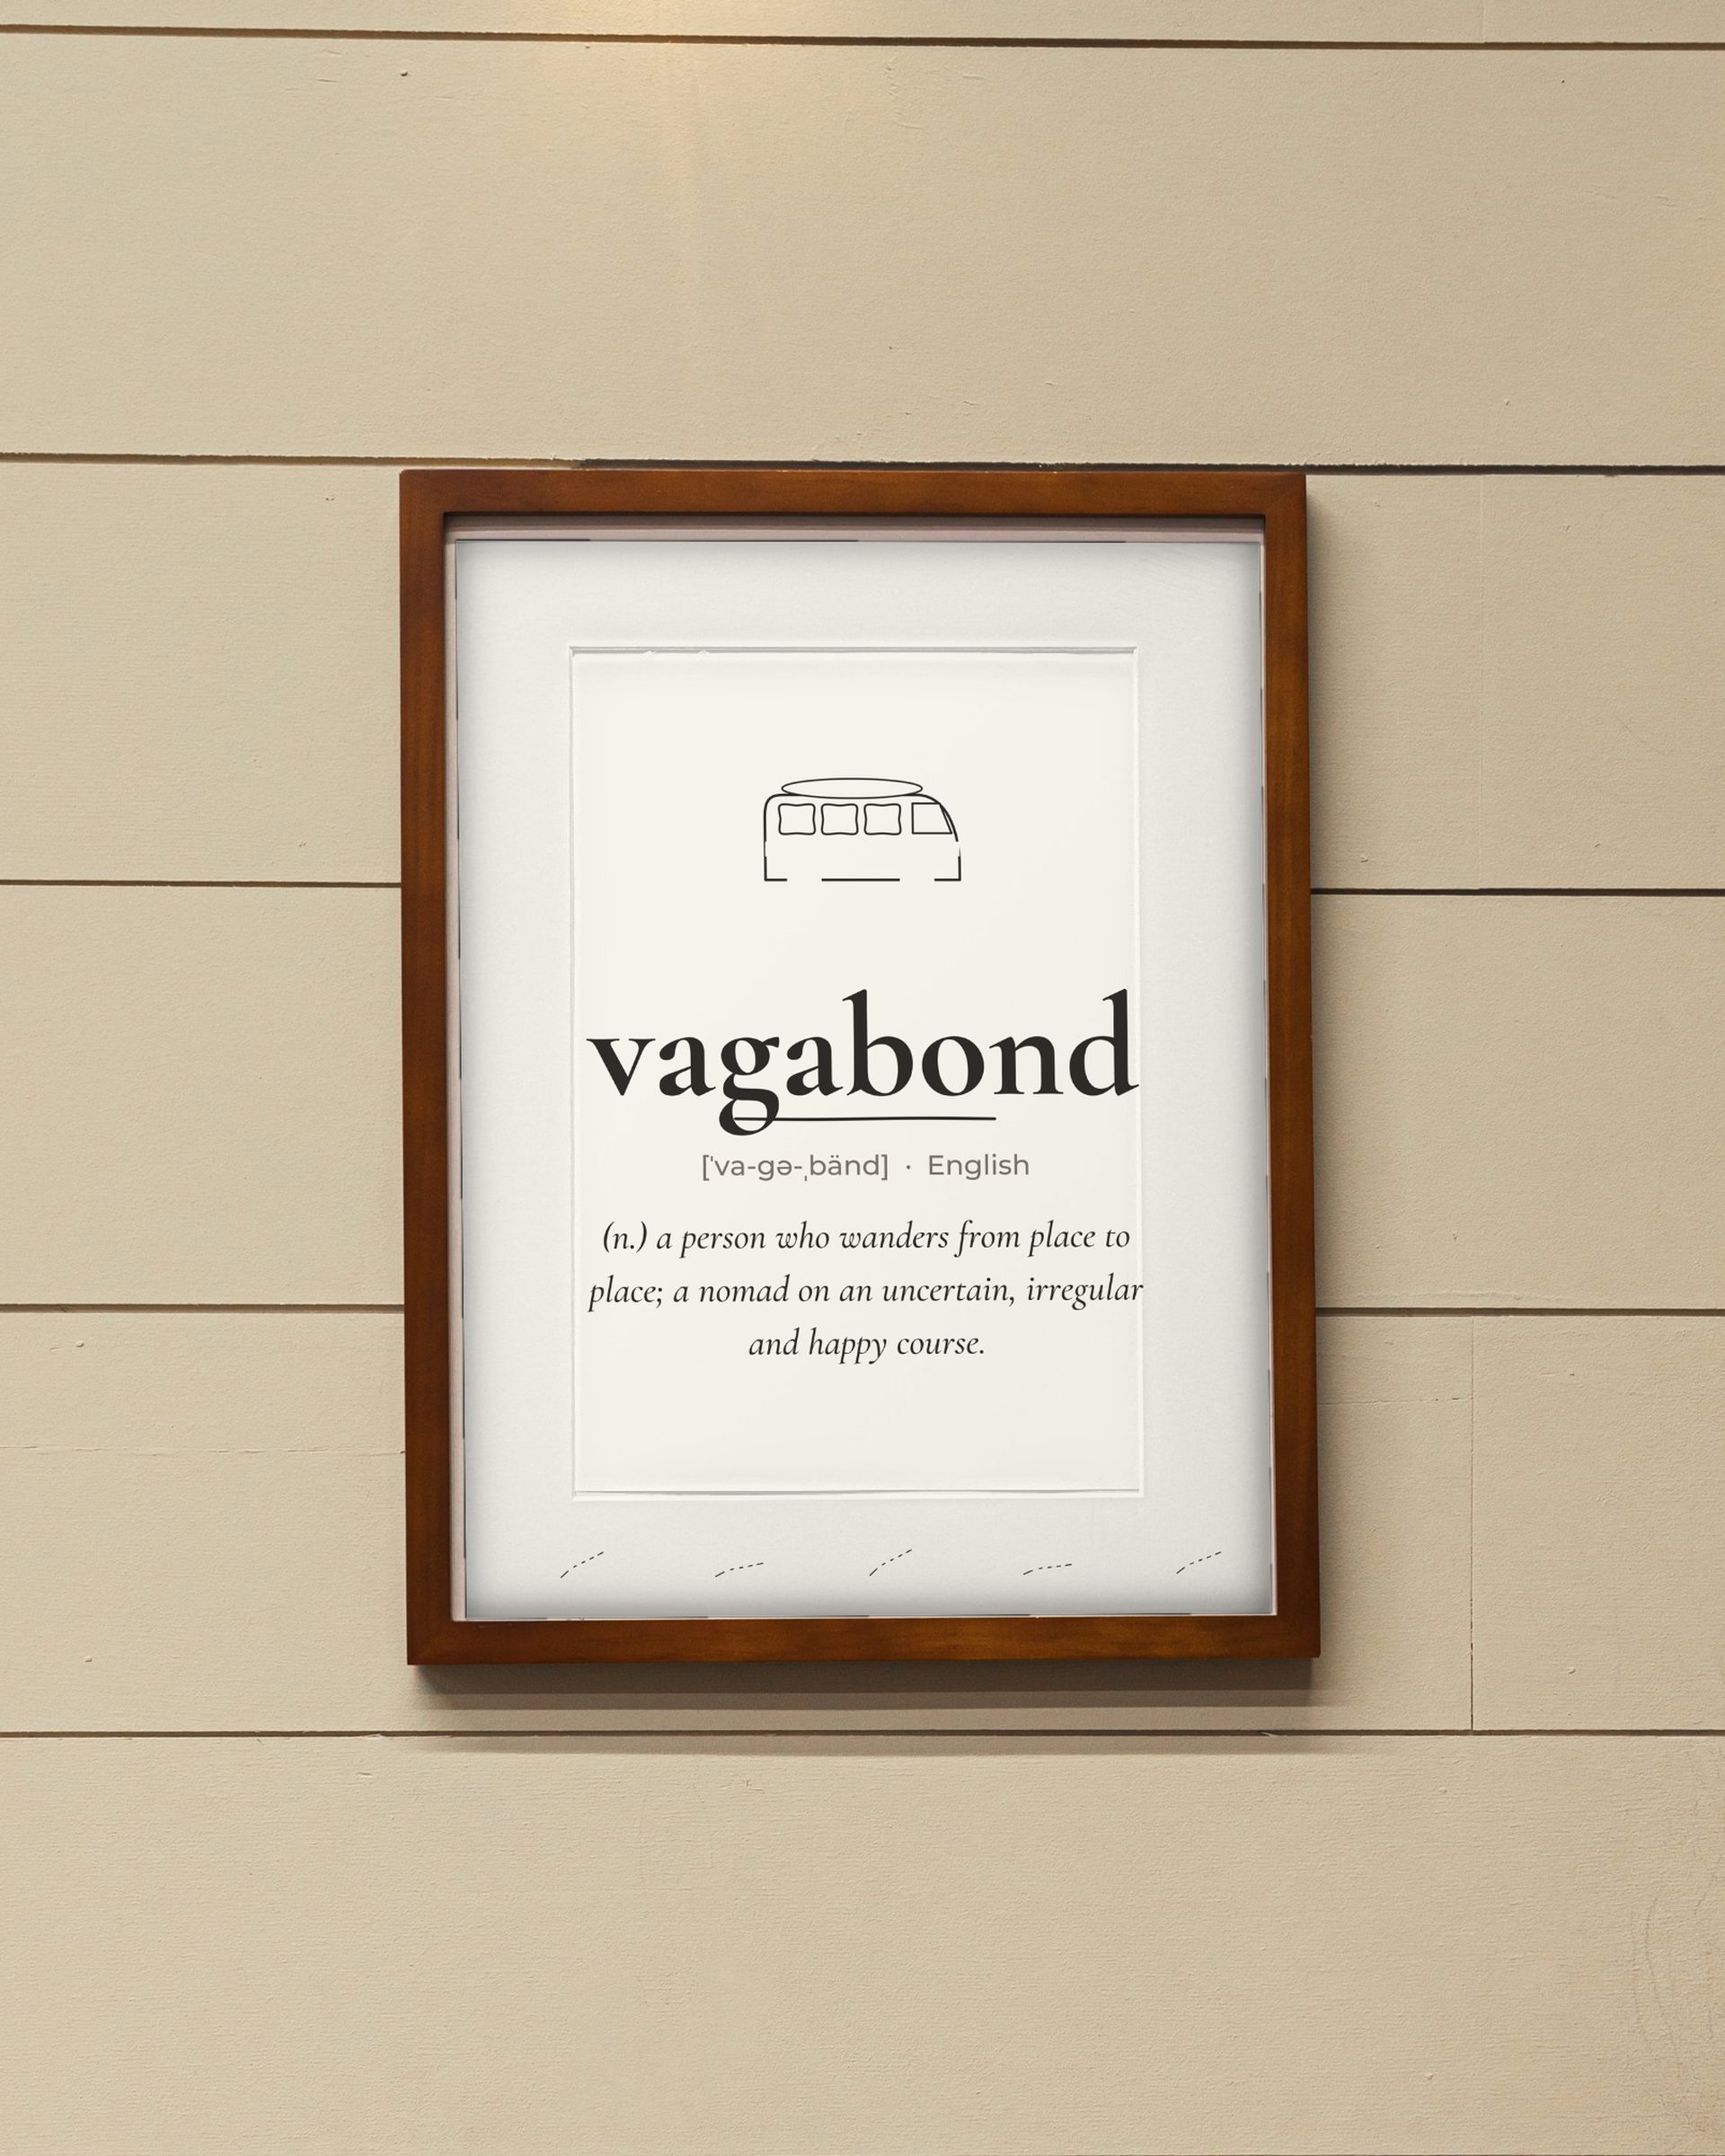 vagabond
[ˈva-gə-ˌbänd] · English
(n.) a person who wanders from place to
place; a nomad on an uncertain, irregular
and happy course.